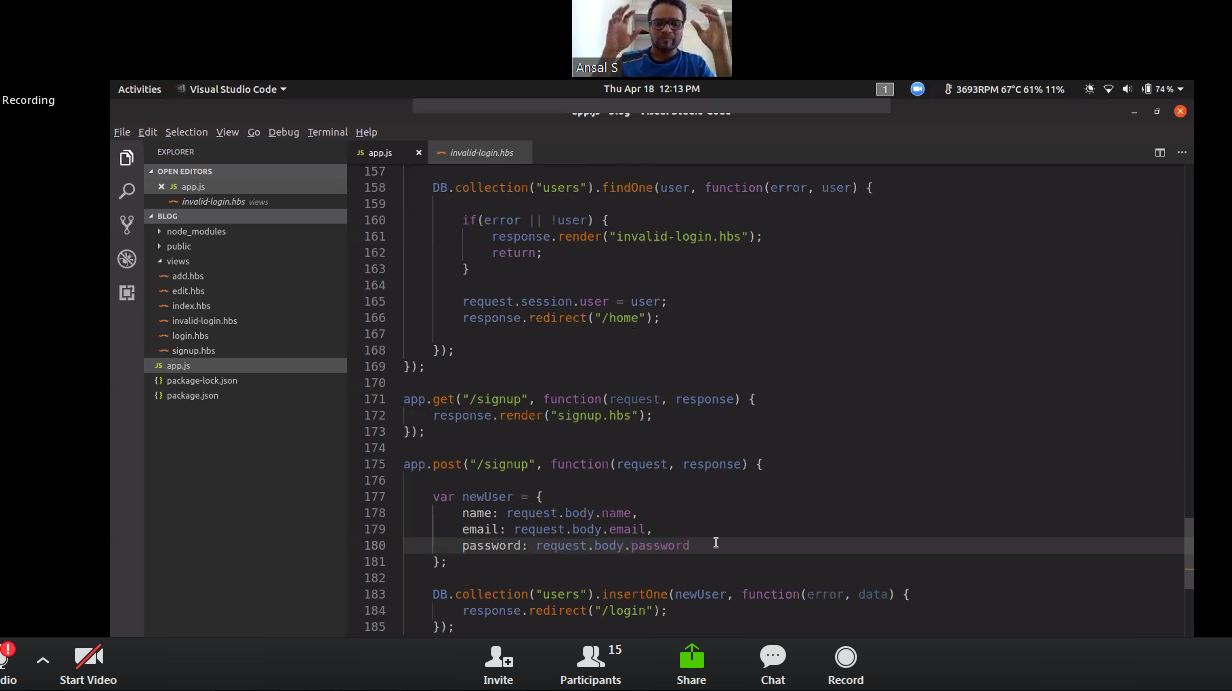 Ansal S
Recording
Activities Visual Studio Code Thu Apr 18 12:13 PM 1 3693RPM 67°C 61% 11% 74 %
File Edit Selection View Go Debug Terminal Help
EXPLORER
OPEN EDITORS
JS app.js
invalid-login.hbs views
BLOG
node_modules
public
views
add.hbs
edit.hbs
index.hbs
invalid-login.hbs
login.hbs
signup.hbs
JS app.js
{} package-lock.json
{} package.json
JS app.js invalid-login.hbs
157
158 DB.collection("users").findOne(user, function(error, user) {
159
160 if(error || !user) {
161 response.render("invalid-login.hbs");
162 return;
163 }
164
165 request.session.user = user;
166 response.redirect("/home");
167
168 });
169 });
170
171 app.get("/signup", function(request, response) {
172 response.render("signup.hbs");
173 });
174
175 app.post("/signup", function(request, response) {
176
177 var newUser = {
178 name: request.body.name,
179 email: request.body.email,
180 password: request.body.password
181 };
182
183 DB.collection("users").insertOne(newUser, function(error, data) {
184 response.redirect("/login");
185 });
dio Start Video Invite Participants 15 Share Chat Record